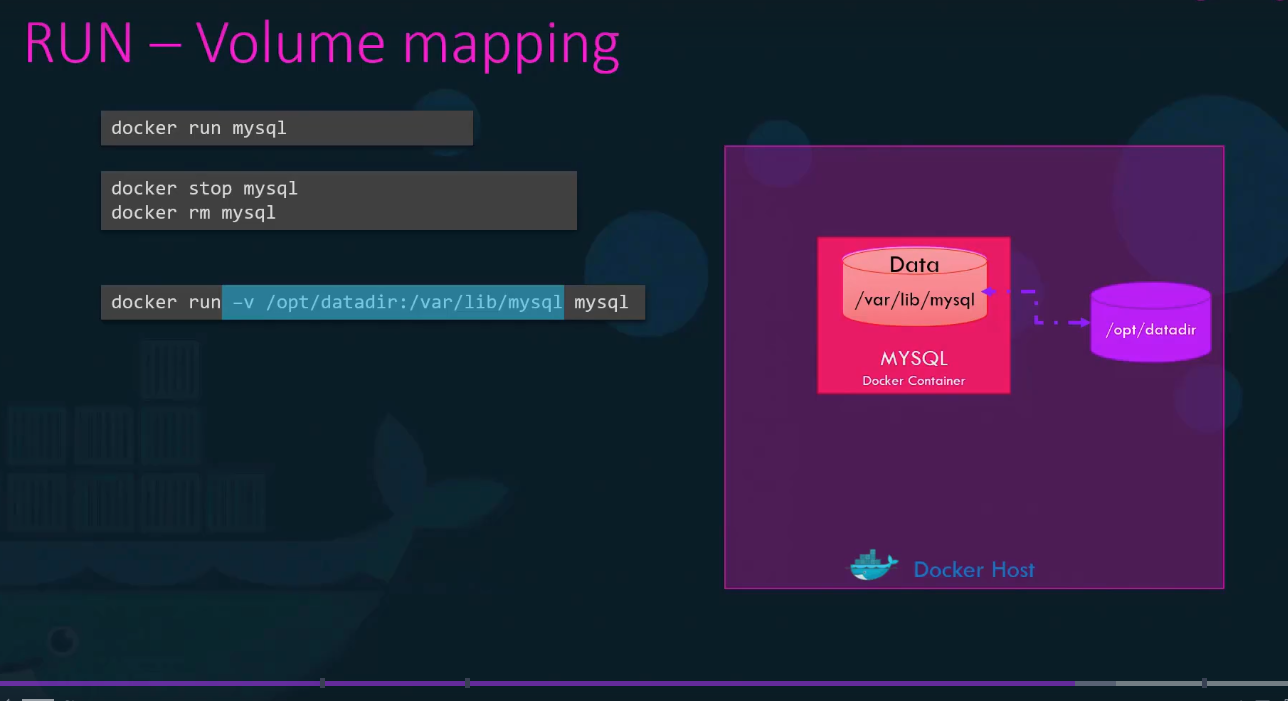 RUN – Volume mapping
docker run mysql
docker stop mysql
docker rm mysql
docker run –v /opt/datadir:/var/lib/mysql mysql
Data
/var/lib/mysql
/opt/datadir
MYSQL
Docker Container
Docker Host